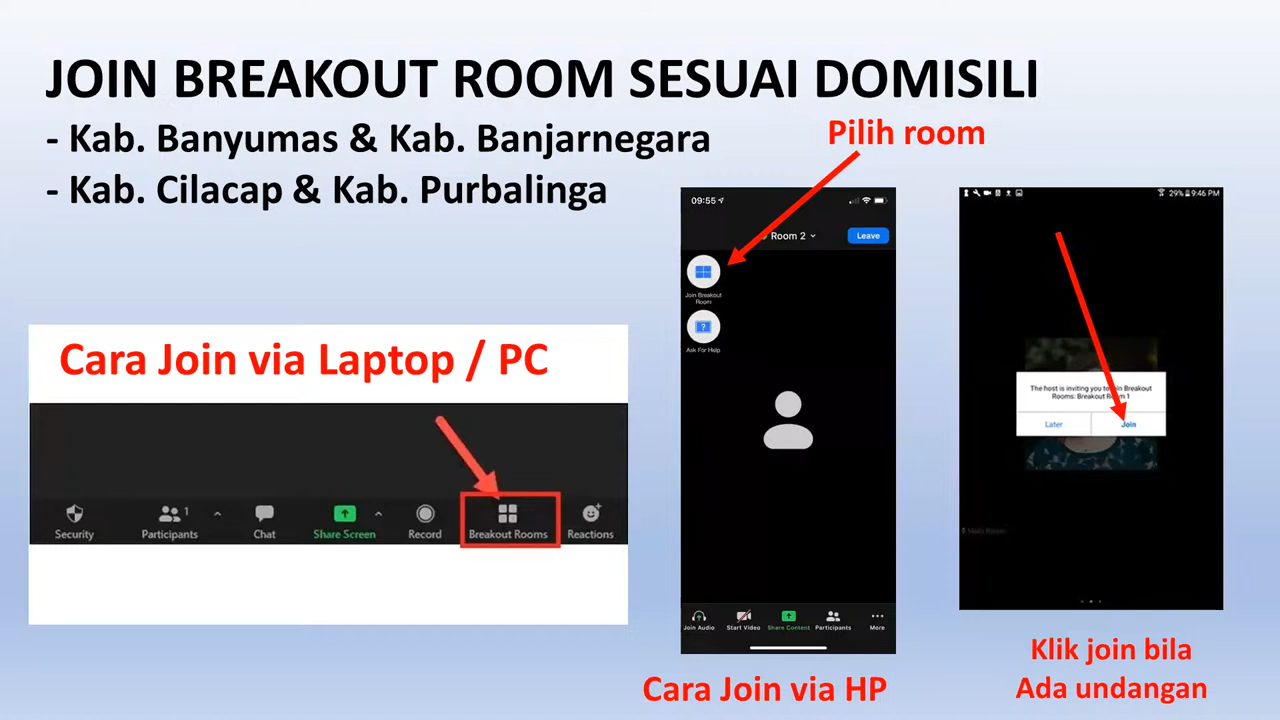 JOIN BREAKOUT ROOM SESUAI DOMISILI
- Kab. Banyumas & Kab. Banjarnegara
- Kab. Cilacap & Kab. Purbalinga
Pilih room
Cara Join via Laptop / PC
Security
Participants 1
Chat
Share Screen
Record
Breakout Rooms
Reactions
09:55
Room 2
Leave
Join Breakout
Room
Ask For Help
Join Audio
Start Video
Share Content
Participants
More
Cara Join via HP
29% 9:46 PM
The host is inviting you to join Breakout
Rooms: Breakout Room 1
Later
Join
Klik join bila
Ada undangan